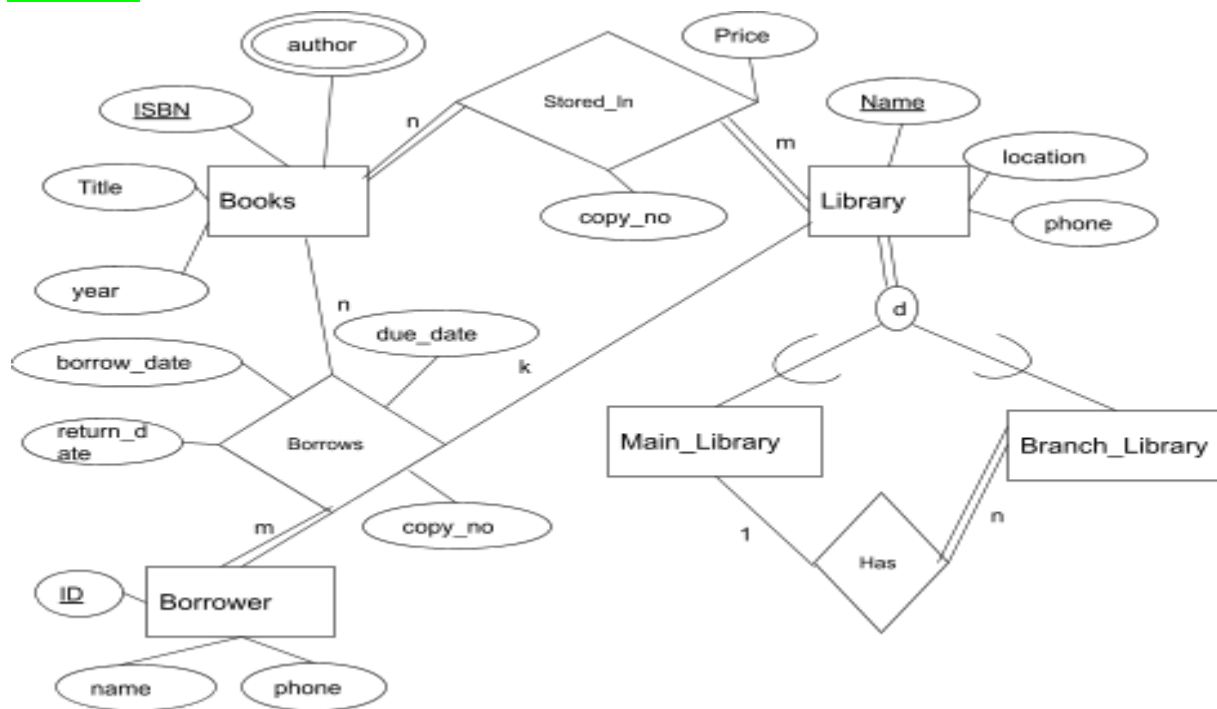 author
Price
ISBN
Stored_In
Name
n
m
location
Title
Books
Library
copy_no
phone
year
n
d
due_date
borrow_date
k
return_d
ate
Borrows
Main_Library
Branch_Library
m
copy_no
1
n
Has
ID
Borrower
name
phone